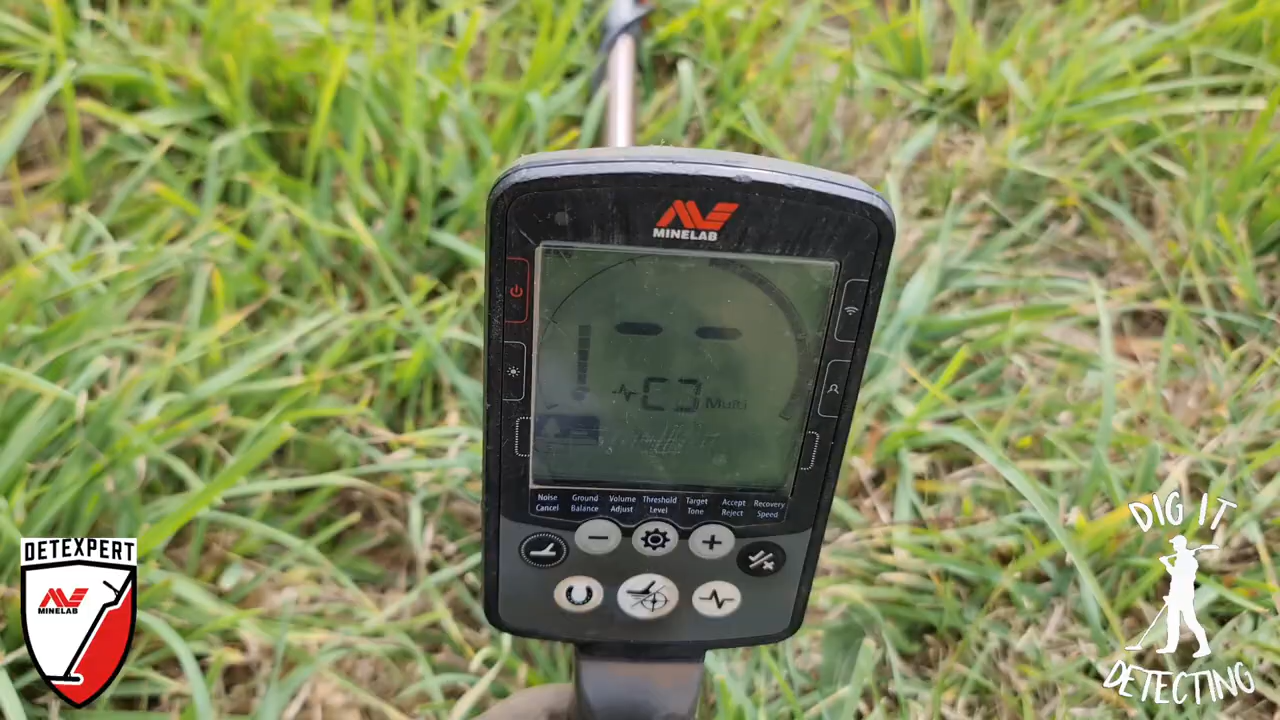 MINELAB
Multi
Noise Cancel
Ground Balance
Volume Adjust
Threshold Level
Target Tone
Accept Reject
Recovery Speed
DETEXPERT
MINELAB
DIG IT
DETECTING